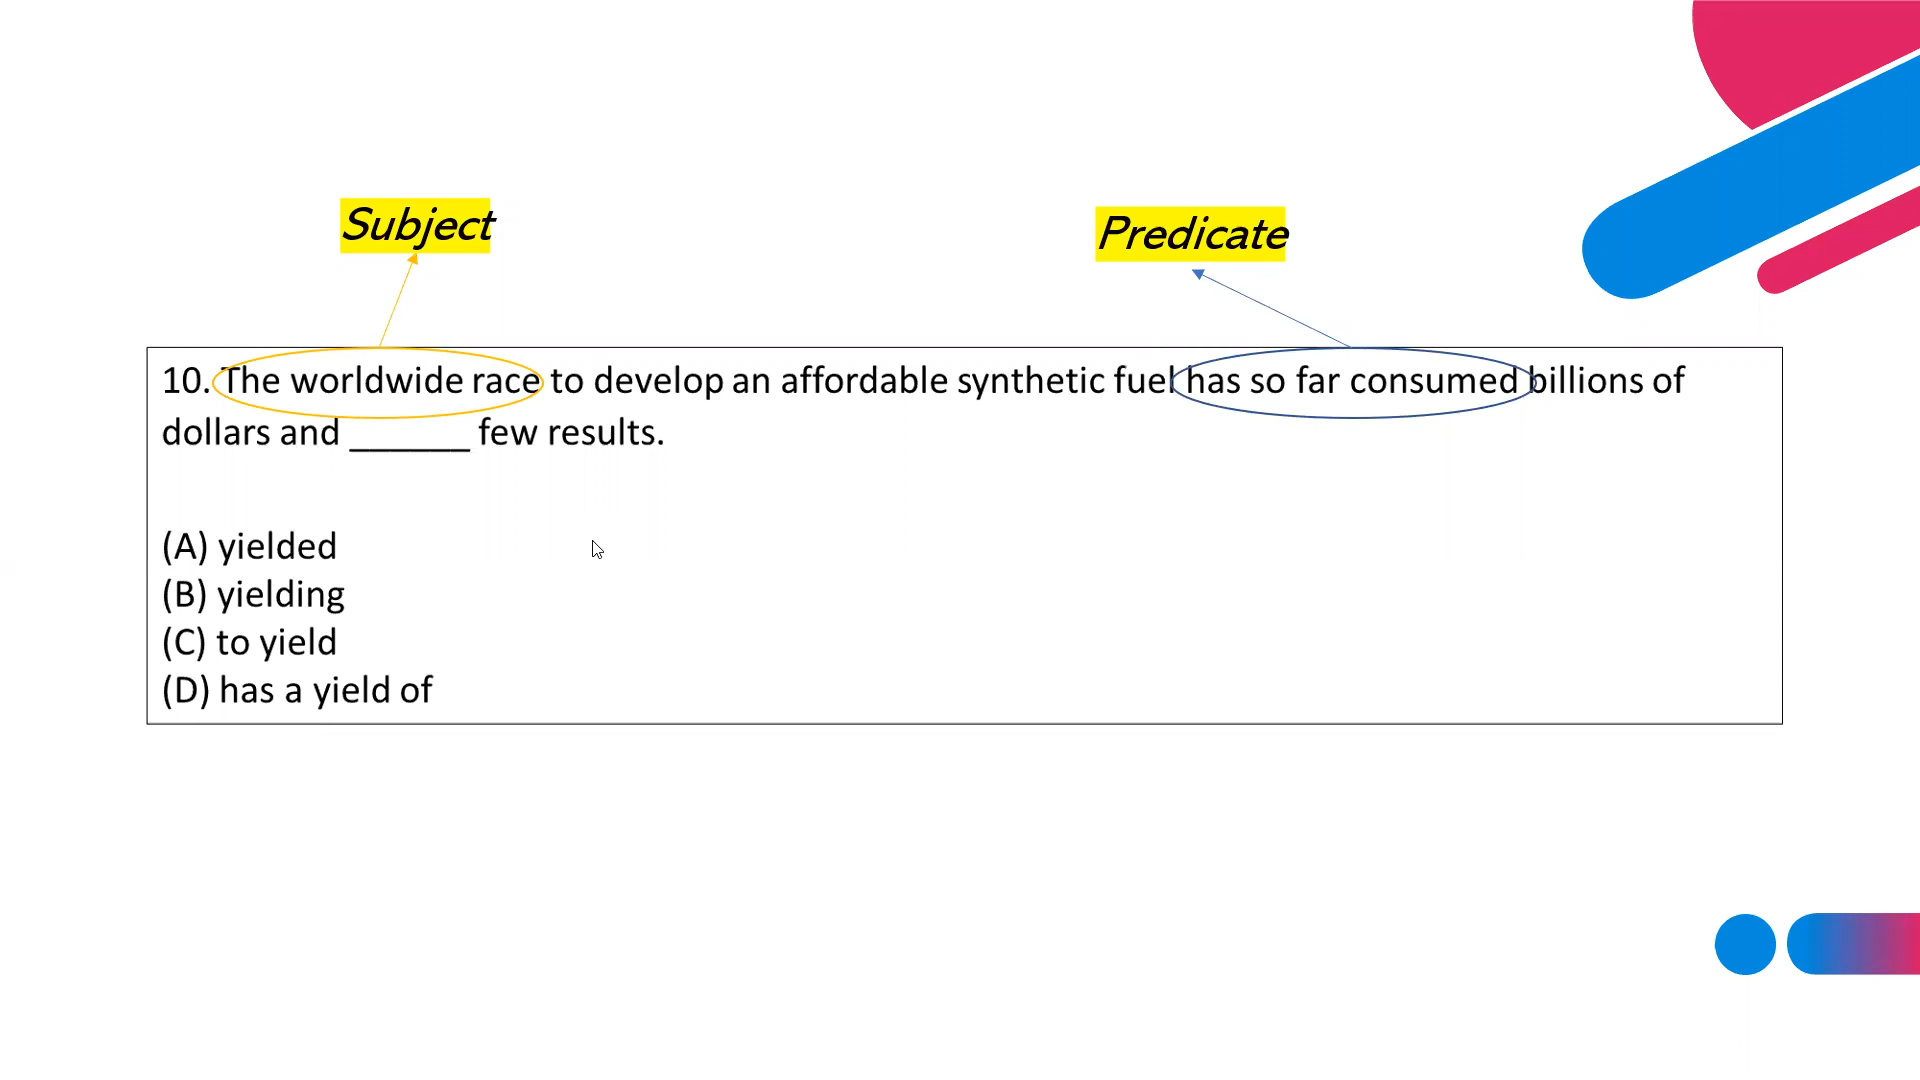 Subject
Predicate
10. The worldwide race to develop an affordable synthetic fuel has so far consumed billions of
dollars and ______ few results.
(A) yielded
(B) yielding
(C) to yield
(D) has a yield of